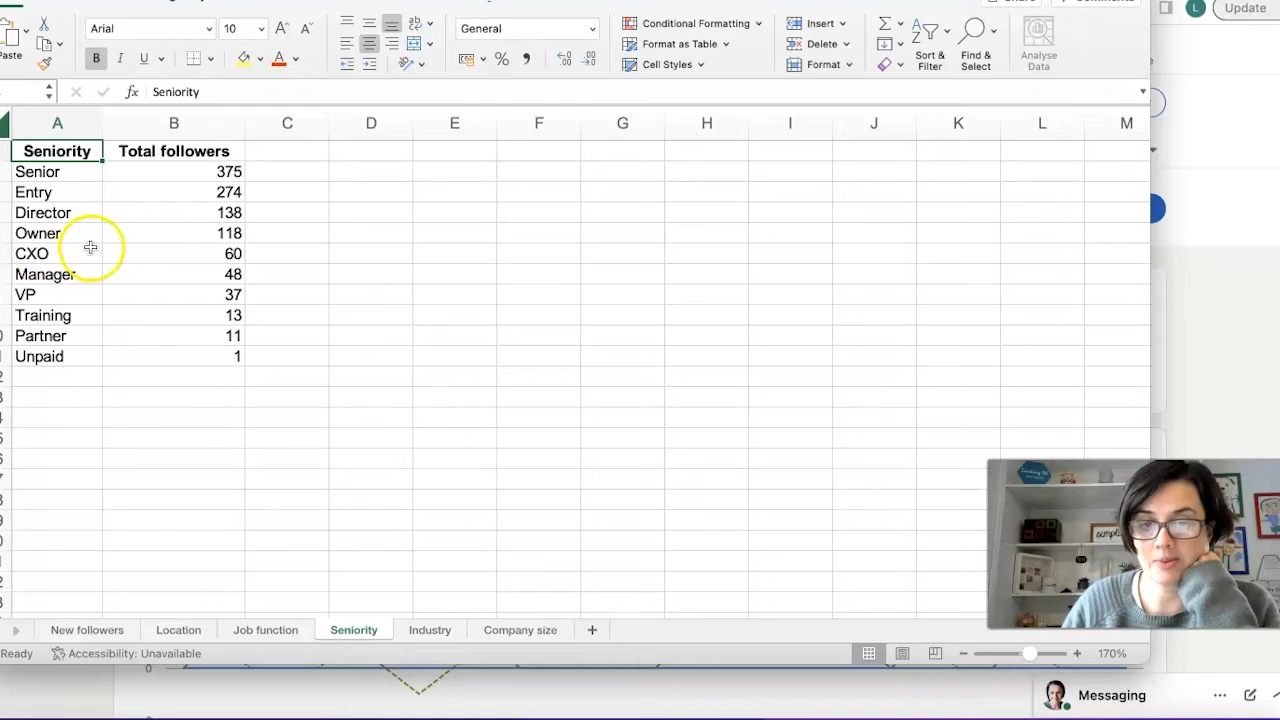 Arial
10
General
Conditional Formatting
Insert
Σ
Format as Table
Delete
Cell Styles
Format
Sort &
Filter
Find &
Select
Analyse
Data
Paste
B I U
A
%
fx Seniority
L
Update
A B C D E F G H I J K L M
Seniority Total followers
Senior 375
Entry 274
Director 138
Owner 118
CXO 60
Manager 48
VP 37
Training 13
Partner 11
Unpaid 1
New followers Location Job function Seniority Industry Company size +
Ready Accessibility: Unavailable
170%
0
Messaging